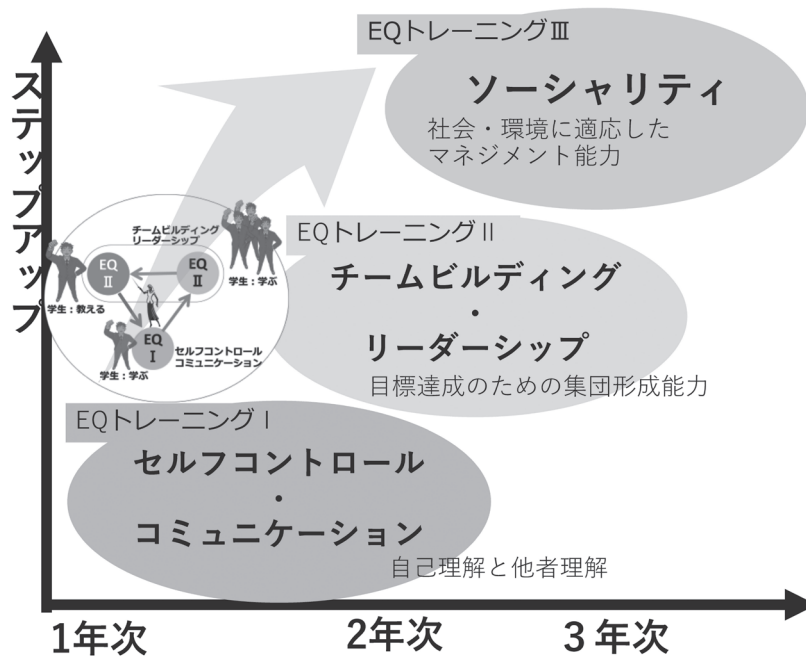 EQトレーニングⅢ
ソーシャリティ
社会・環境に適応した
マネジメント能力
ステップアップ
チームビルディング
リーダーシップ
EQ
Ⅱ
EQ
Ⅱ
学生：教える
学生：学ぶ
EQ
Ⅰ
セルフコントロール
コミュニケーション
学生：学ぶ
EQトレーニングⅡ
チームビルディング
・
リーダーシップ
目標達成のための集団形成能力
EQトレーニングⅠ
セルフコントロール
・
コミュニケーション
自己理解と他者理解
1年次
2年次
3年次